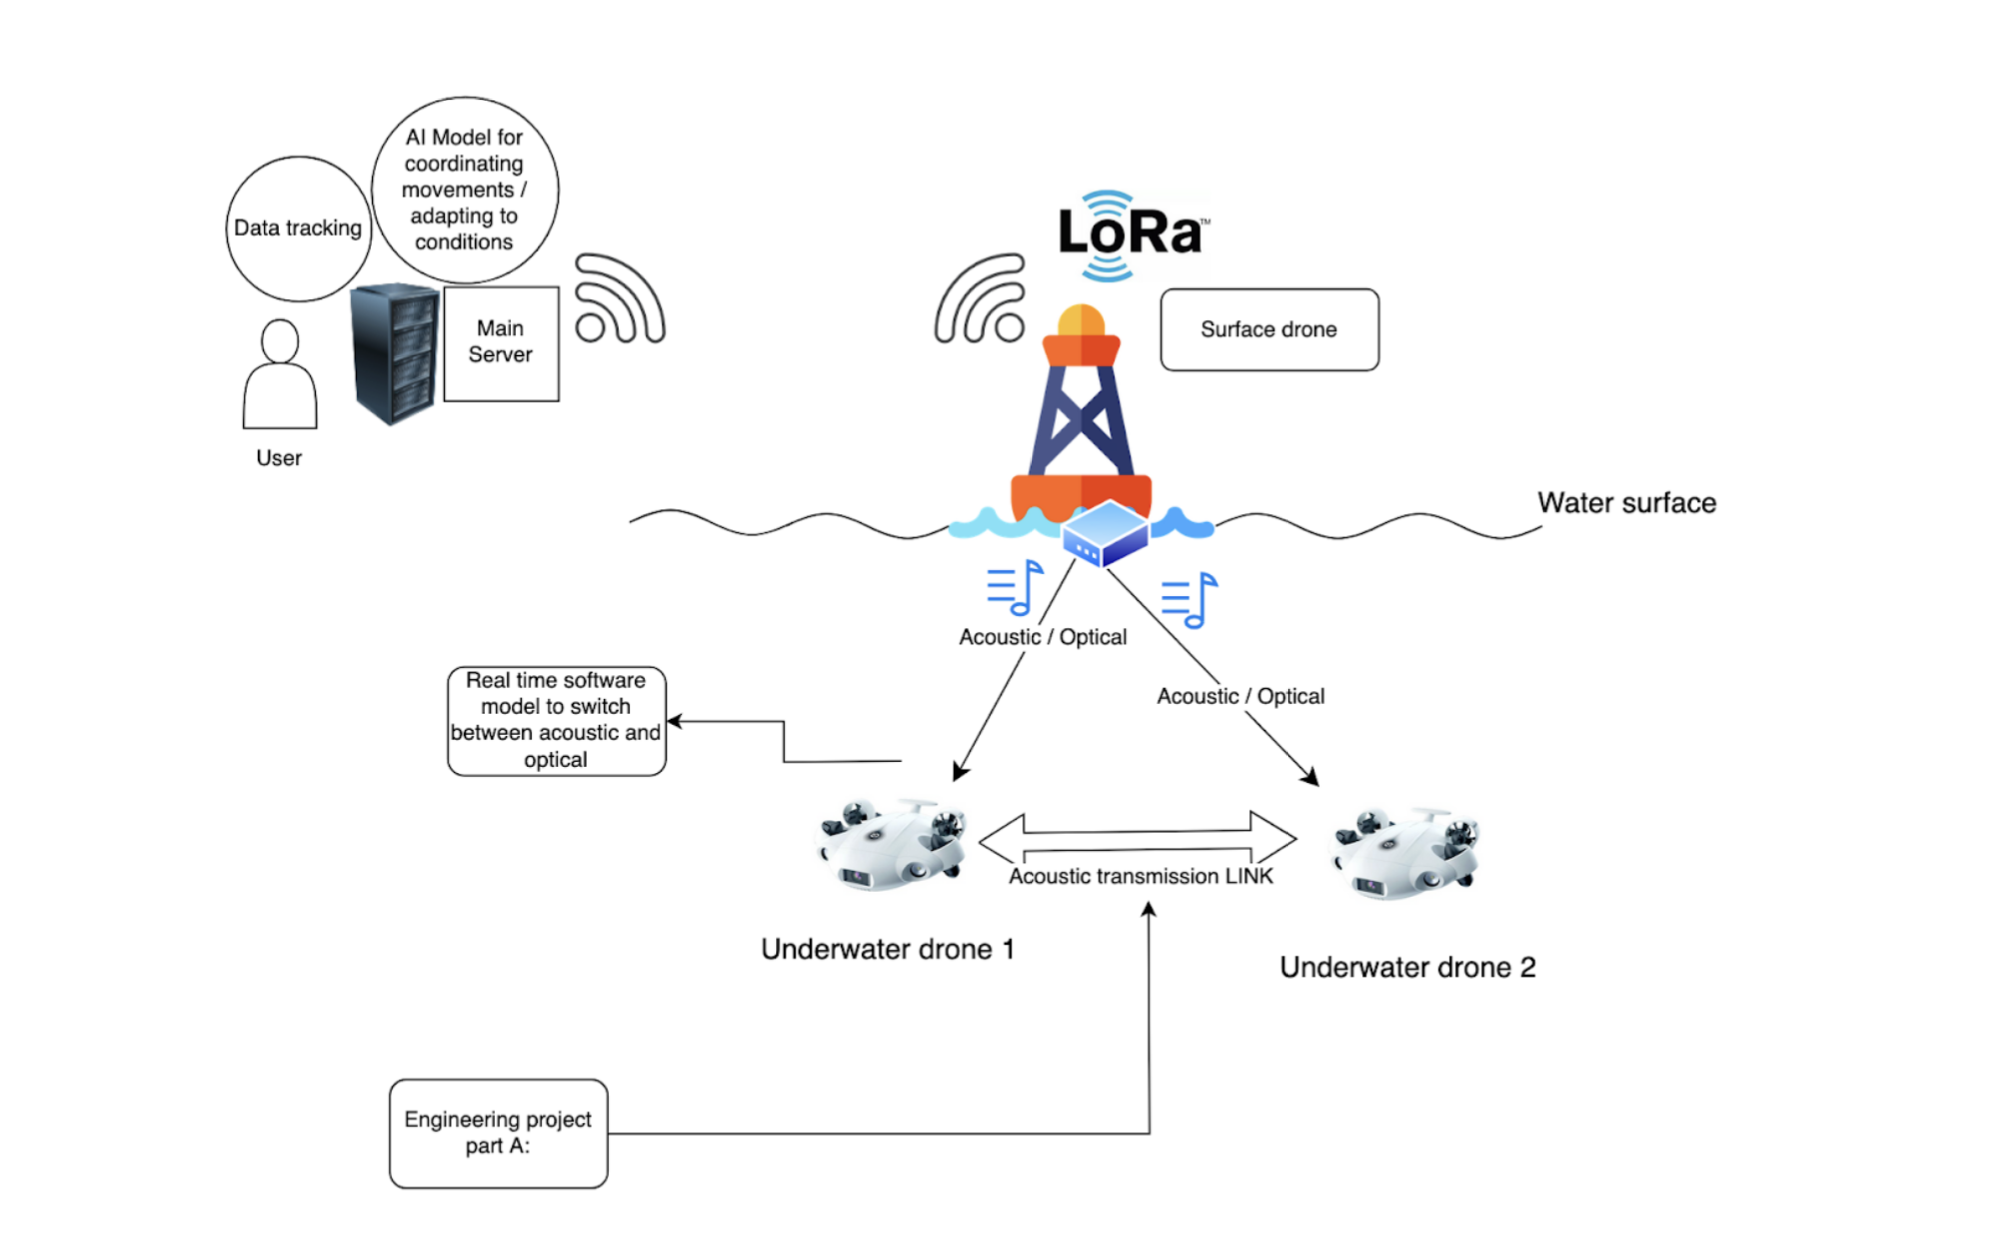 AI Model for
coordinating
movements /
adapting to
conditions
Data tracking
Main
Server
User
LoRa™
Surface drone
Water surface
Acoustic / Optical
Acoustic / Optical
Real time software
model to switch
between acoustic and
optical
Acoustic transmission LINK
Underwater drone 1
Underwater drone 2
Engineering project
part A: